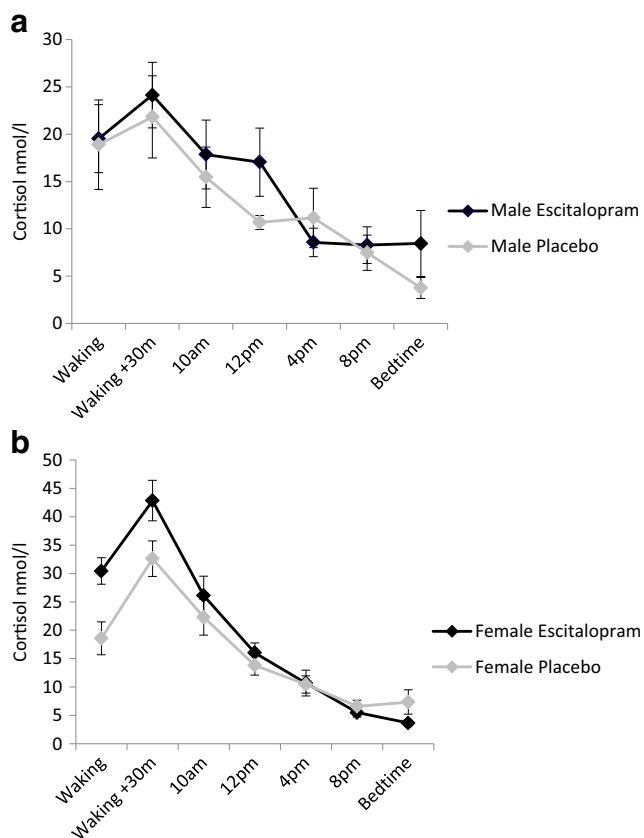 a
30
25
20
15
10
5
0
Cortisol nmol/l
Waking
Waking +30m
10am
12pm
4pm
8pm
Bedtime
Male Escitalopram
Male Placebo
b
50
45
40
35
30
25
20
15
10
5
0
Cortisol nmol/l
Waking
Waking +30m
10am
12pm
4pm
8pm
Bedtime
Female Escitalopram
Female Placebo